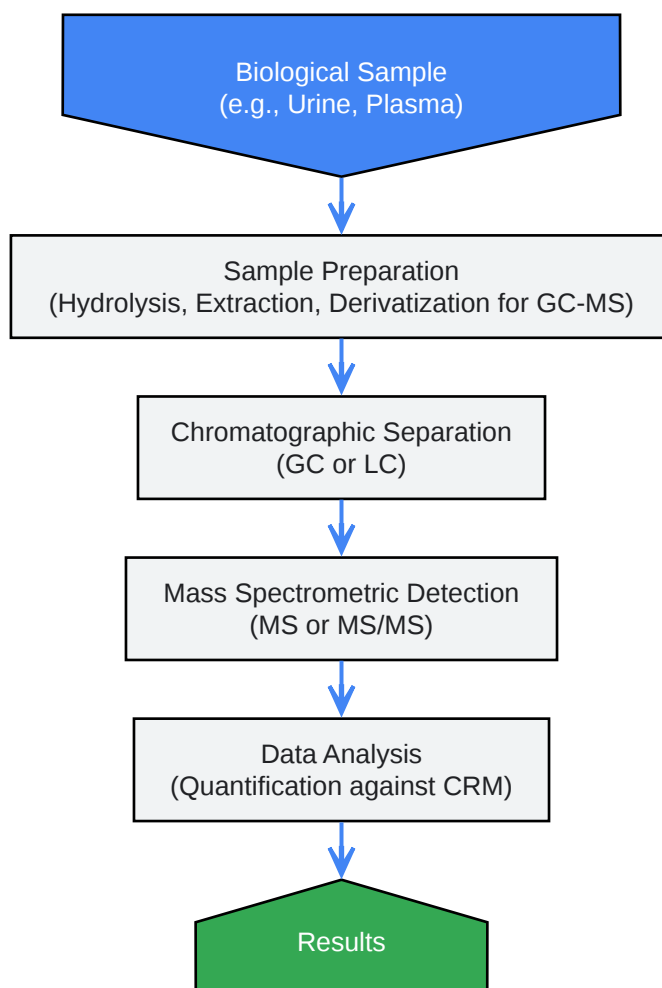 Biological Sample
(e.g., Urine, Plasma)
Sample Preparation
(Hydrolysis, Extraction, Derivatization for GC-MS)
Chromatographic Separation
(GC or LC)
Mass Spectrometric Detection
(MS or MS/MS)
Data Analysis
(Quantification against CRM)
Results